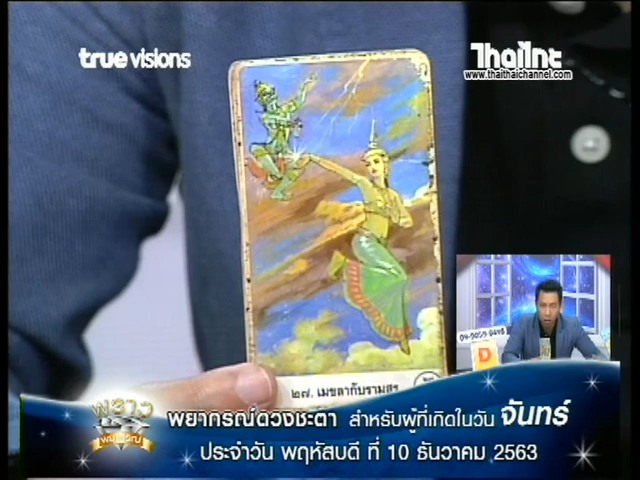 true visions
ThaiThai
www.thaithaichannel.com
๒๗. เมขลากับรามสูร
D
พยากรณ์ดวงชะตา สำหรับผู้ที่เกิดในวัน จันทร์
ประจำวัน พฤหัสบดี ที่ 10 ธันวาคม 2563